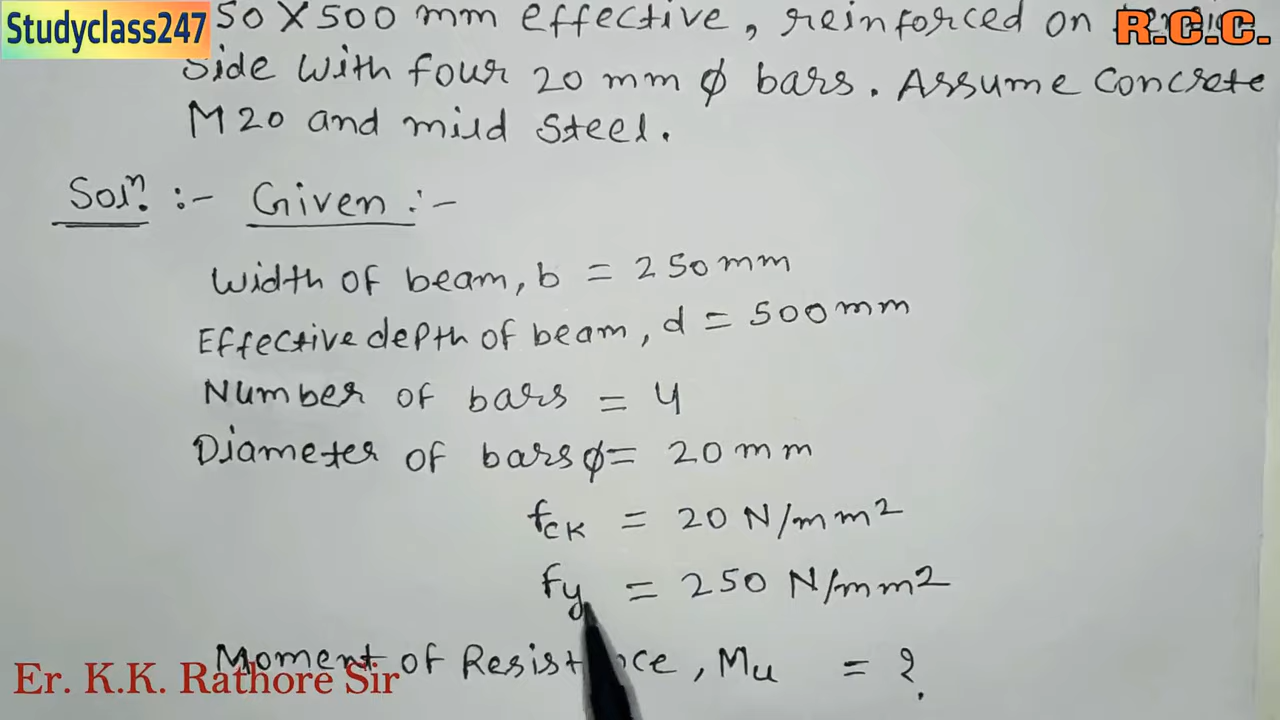 Studyclass247
R.C.C.
50 X 500 mm effective, reinforced on
side with four 20 mm ϕ bars. Assume Concrete
M20 and mild steel.
Solⁿ. :- Given :-
Width of beam, b = 250 mm
Effective depth of beam, d = 500 mm
Number of bars = 4
Diameter of bars ϕ = 20 mm
fck = 20 N/mm2
fy = 250 N/mm2
Moment of Resist nce, Mu = ?
Er. K.K. Rathore Sir